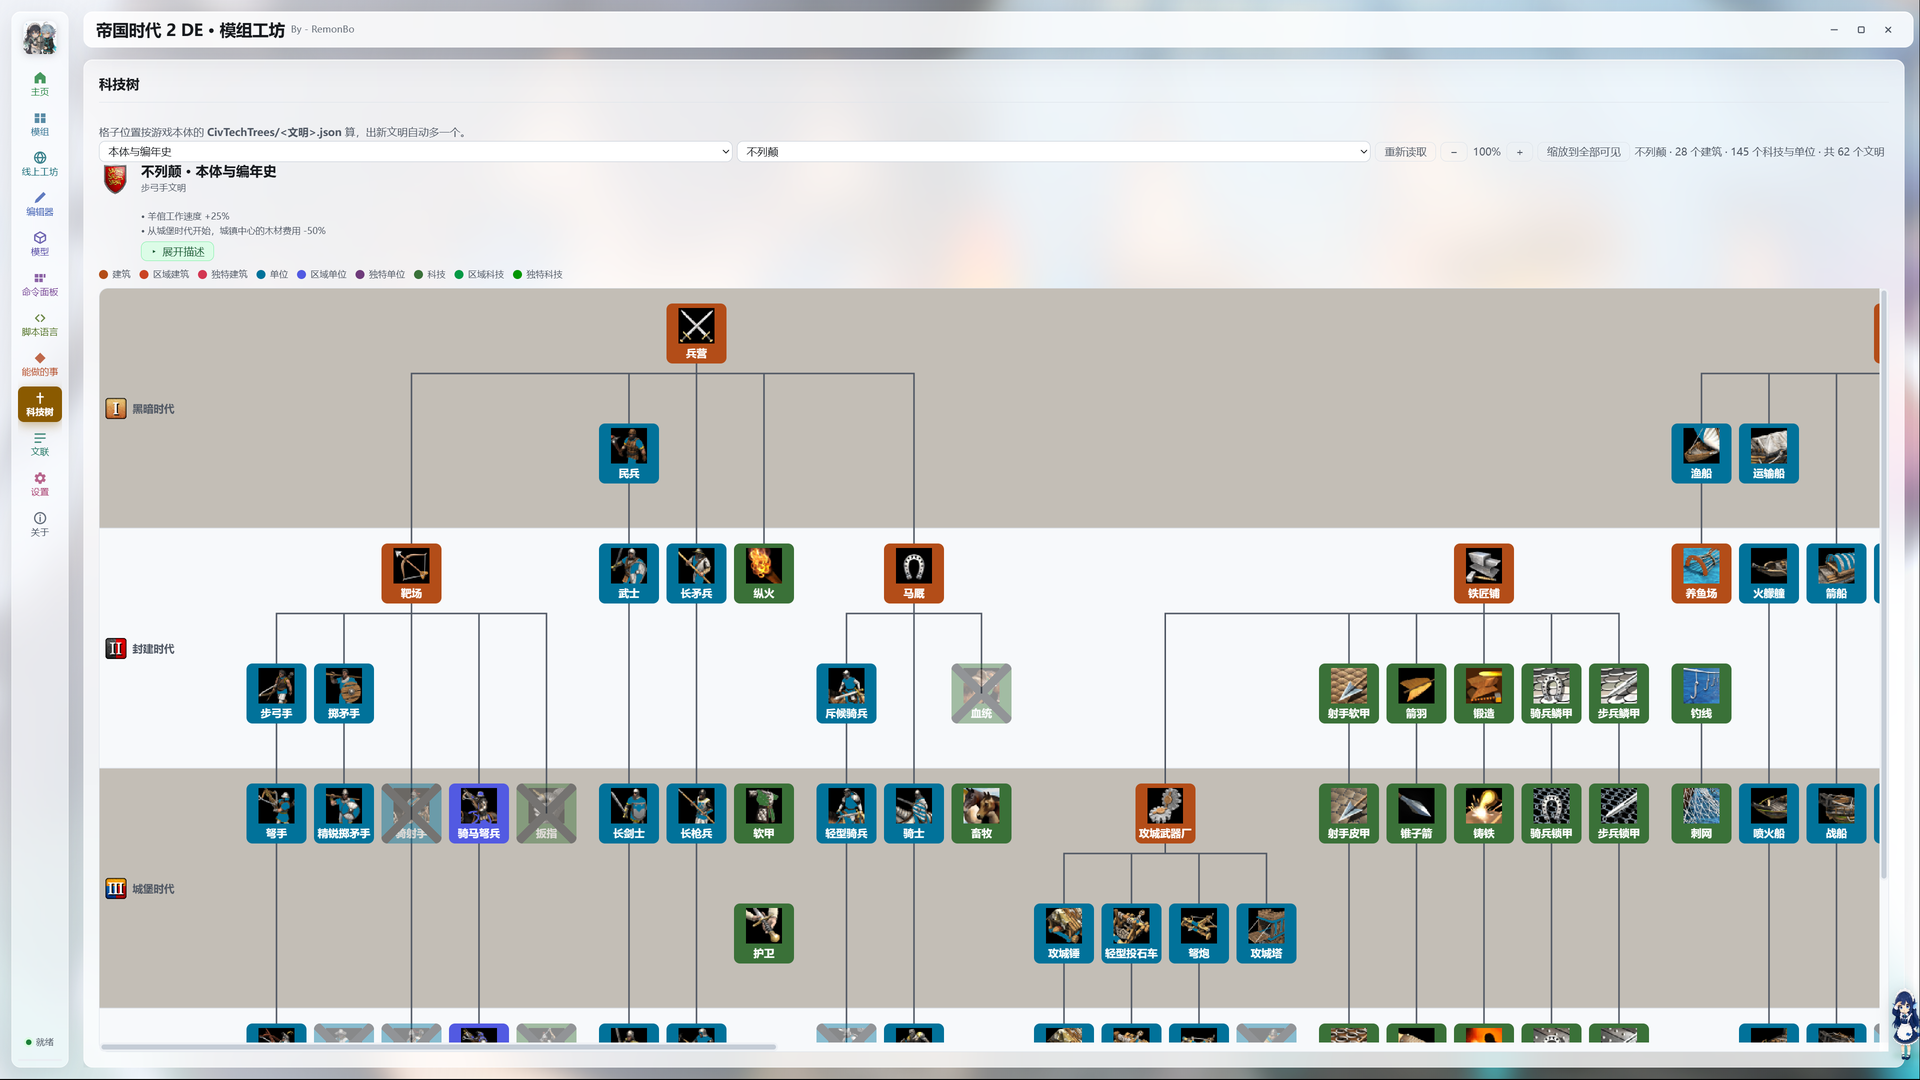 帝国时代 2 DE • 模组工坊 By - RemonBo
主页
模组
线上工坊
编辑器
模型
命令面板
脚本语言
能做的事
科技树
文联
设置
关于
就绪
科技树
格子位置按游戏本体的 CivTechTrees/<文明>.json 算，出新文明自动多一个。
本体与编年史
不列颠
重新读取
−
100%
+
缩放到全部可见
不列颠 · 28 个建筑 · 145 个科技与单位 · 共 62 个文明
不列颠 • 本体与编年史
步弓手文明
• 羊倌工作速度 +25%
• 从城堡时代开始，城镇中心的木材费用 -50%
展开描述
建筑 区域建筑 独特建筑 单位 区域单位 独特单位 科技 区域科技 独特科技
兵营
I 黑暗时代
民兵 渔船 运输船
靶场 武士 长矛兵 纵火 马厩 铁匠铺 养鱼场 火艨艟 箭船
II 封建时代
步弓手 掷矛手 斥候骑兵 血统 射手软甲 箭羽 锻造 骑兵鳞甲 步兵鳞甲 钓线
弩手 精锐掷矛手 骑射手 骑马弩兵 扳指 长剑士 长枪兵 软甲 轻型骑兵 骑士 畜牧 攻城武器厂 射手皮甲 锥子箭 铸铁 骑兵锁甲 步兵锁甲 刺网 喷火船 战船
III 城堡时代
护卫 攻城锤 轻型投石车 弩炮 攻城塔